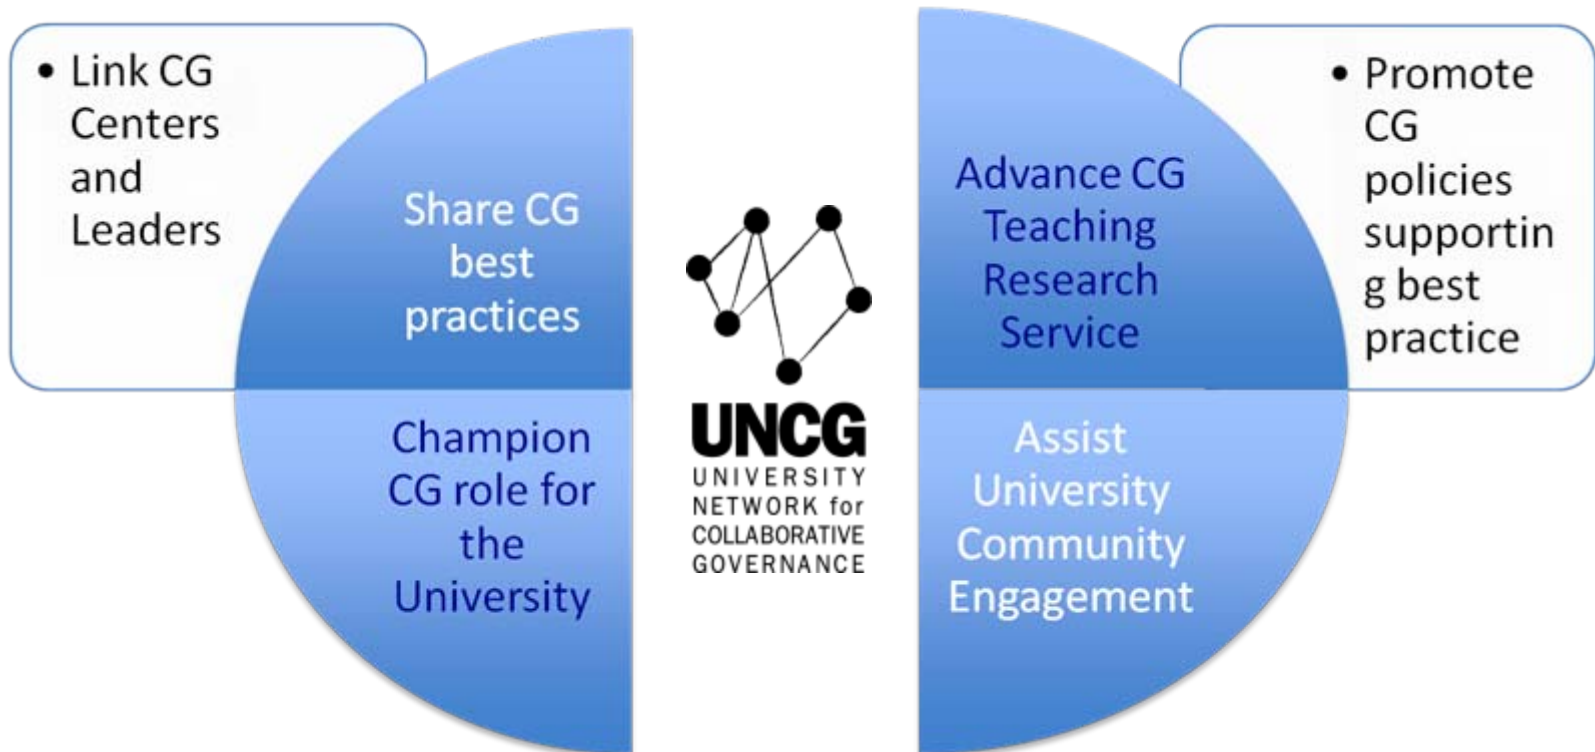 • Link CG
Centers
and
Leaders
Share CG
best
practices
Champion
CG role for
the
University
UNCG
UNIVERSITY
NETWORK for
COLLABORATIVE
GOVERNANCE
Advance CG
Teaching
Research
Service
Assist
University
Community
Engagement
• Promote
CG
policies
supportin
g best
practice